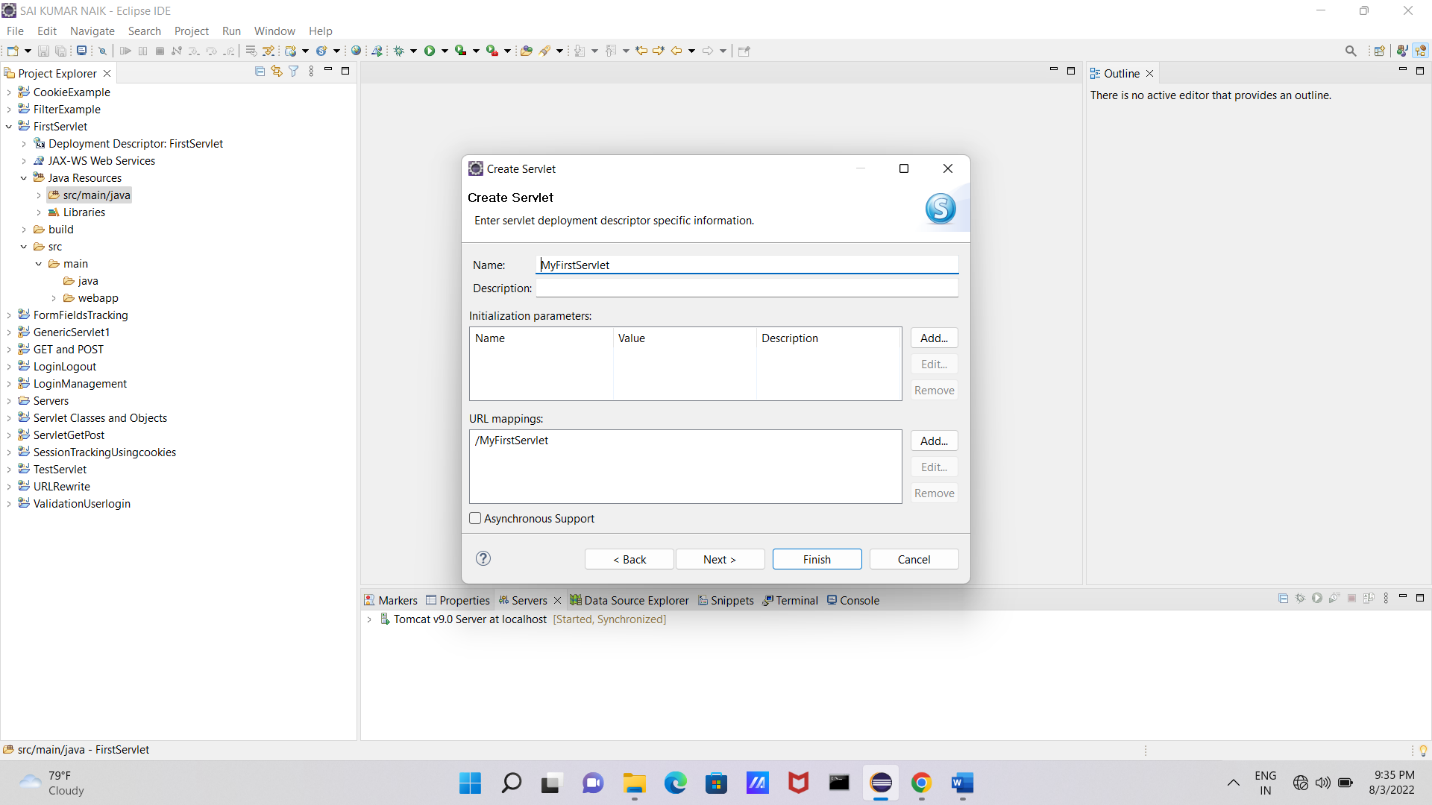 SAI KUMAR NAIK - Eclipse IDE
File Edit Navigate Search Project Run Window Help
Project Explorer
CookieExample
FilterExample
FirstServlet
Deployment Descriptor: FirstServlet
JAX-WS Web Services
Java Resources
src/main/java
Libraries
build
src
main
java
webapp
FormFieldsTracking
GenericServlet1
GET and POST
LoginLogout
LoginManagement
Servers
Servlet Classes and Objects
ServletGetPost
SessionTrackingUsingcookies
TestServlet
URLRewrite
ValidationUserlogin
Outline
There is no active editor that provides an outline.
Create Servlet
Create Servlet
Enter servlet deployment descriptor specific information.
S
Name: MyFirstServlet
Description:
Initialization parameters:
Name Value Description
Add...
Edit...
Remove
URL mappings:
/MyFirstServlet
Add...
Edit...
Remove
Asynchronous Support
? < Back Next > Finish Cancel
Markers Properties Servers Data Source Explorer Snippets Terminal Console
Tomcat v9.0 Server at localhost [Started, Synchronized]
src/main/java - FirstServlet
79°F
Cloudy
ENG
IN
9:35 PM
8/3/2022